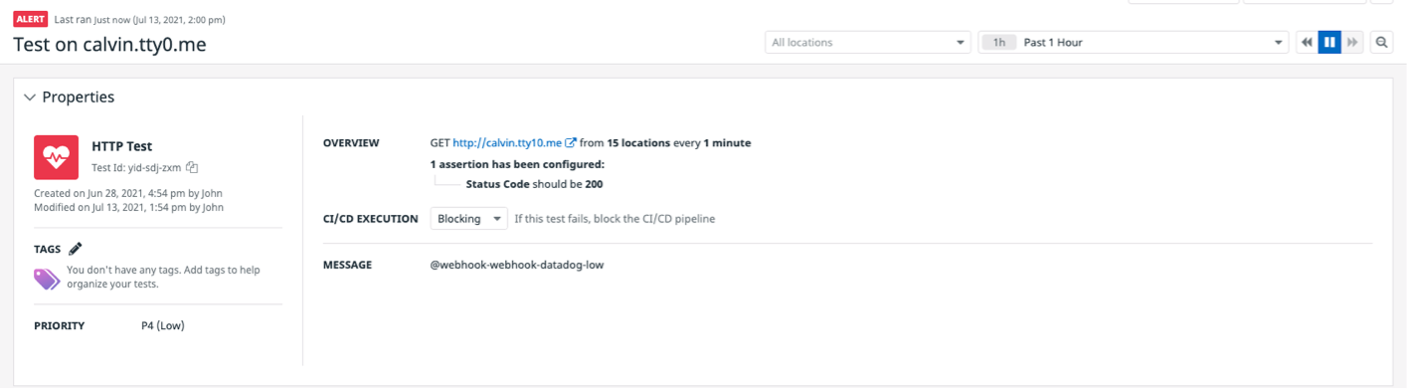 ALERT Last ran Just now (Jul 13, 2021, 2:00 pm)
Test on calvin.tty0.me
All locations
1h Past 1 Hour
Properties
HTTP Test
Test Id: yid-sdj-zxm
Created on Jun 28, 2021, 4:54 pm by John
Modified on Jul 13, 2021, 1:54 pm by John
TAGS
You don't have any tags. Add tags to help
organize your tests.
PRIORITY P4 (Low)
OVERVIEW GET http://calvin.tty10.me from 15 locations every 1 minute
1 assertion has been configured:
Status Code should be 200
CI/CD EXECUTION Blocking If this test fails, block the CI/CD pipeline
MESSAGE @webhook-webhook-datadog-low